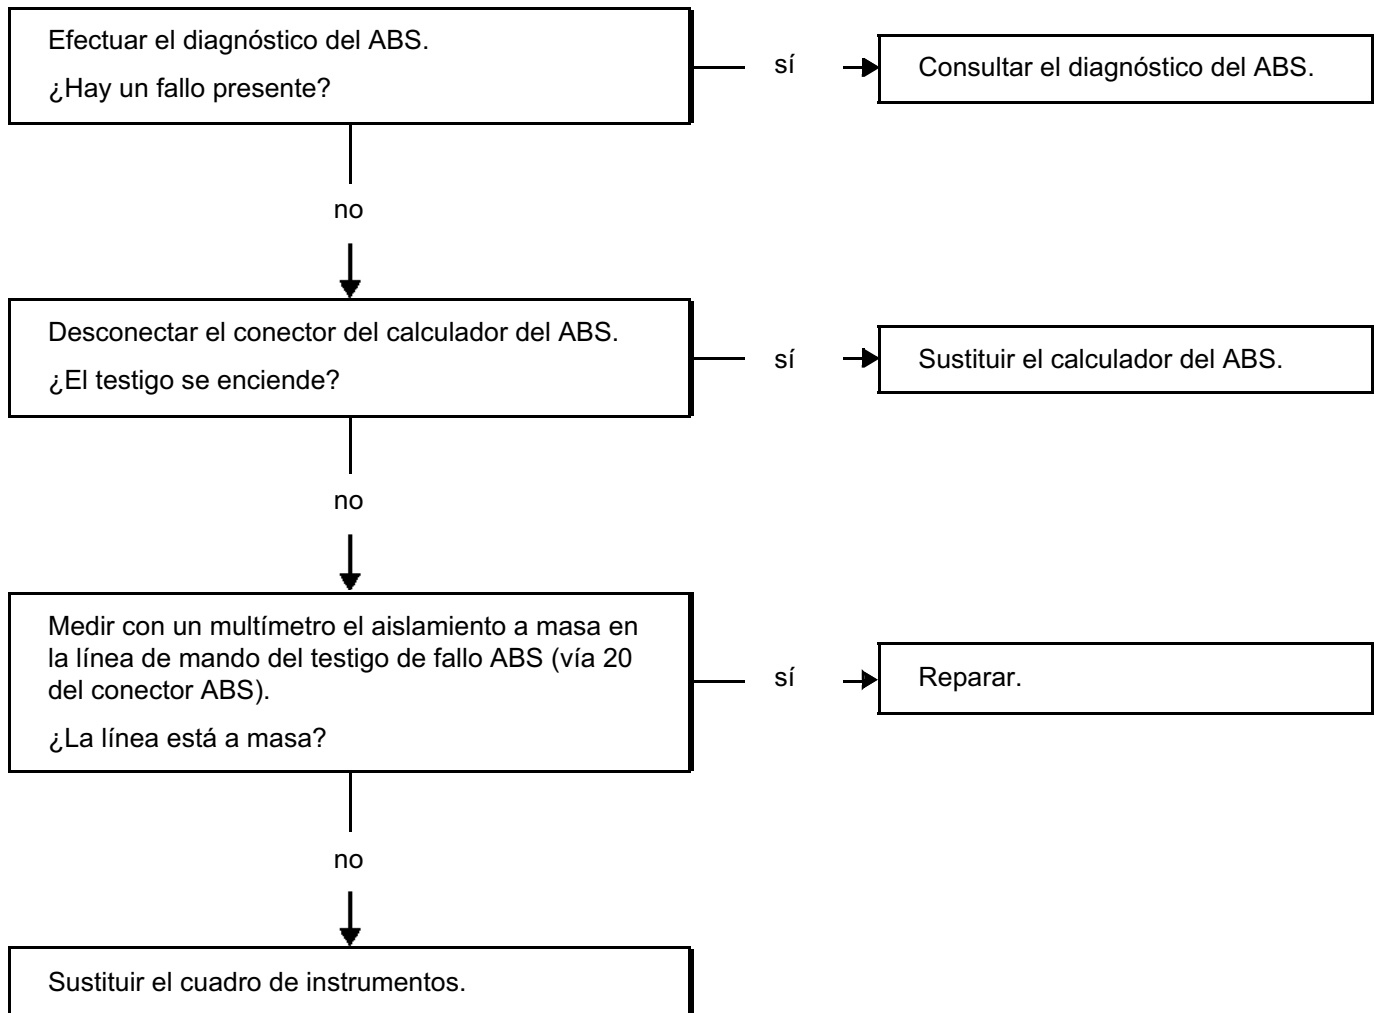 Efectuar el diagnóstico del ABS.
¿Hay un fallo presente?
sí
Consultar el diagnóstico del ABS.
no
Desconectar el conector del calculador del ABS.
¿El testigo se enciende?
sí
Sustituir el calculador del ABS.
no
Medir con un multímetro el aislamiento a masa en
la línea de mando del testigo de fallo ABS (vía 20
del conector ABS).
¿La línea está a masa?
sí
Reparar.
no
Sustituir el cuadro de instrumentos.